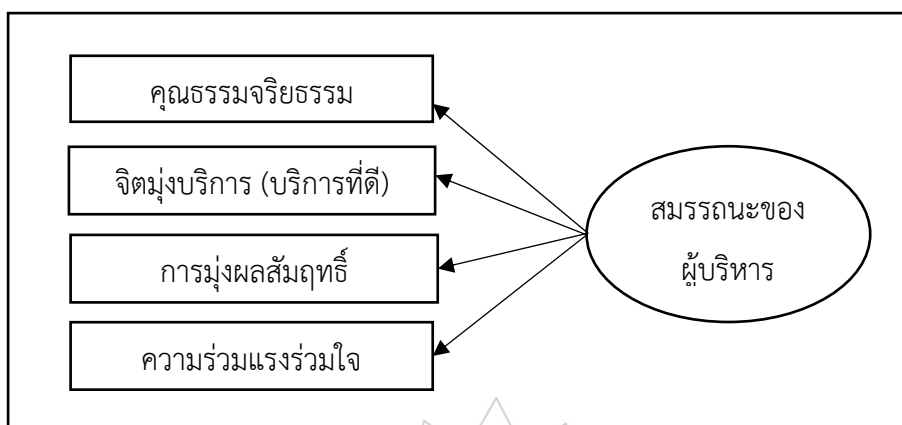 คุณธรรมจริยธรรม
จิตมุ่งบริการ (บริการที่ดี)
การมุ่งผลสัมฤทธิ์
ความร่วมแรงร่วมใจ
สมรรถนะของ
ผู้บริหาร